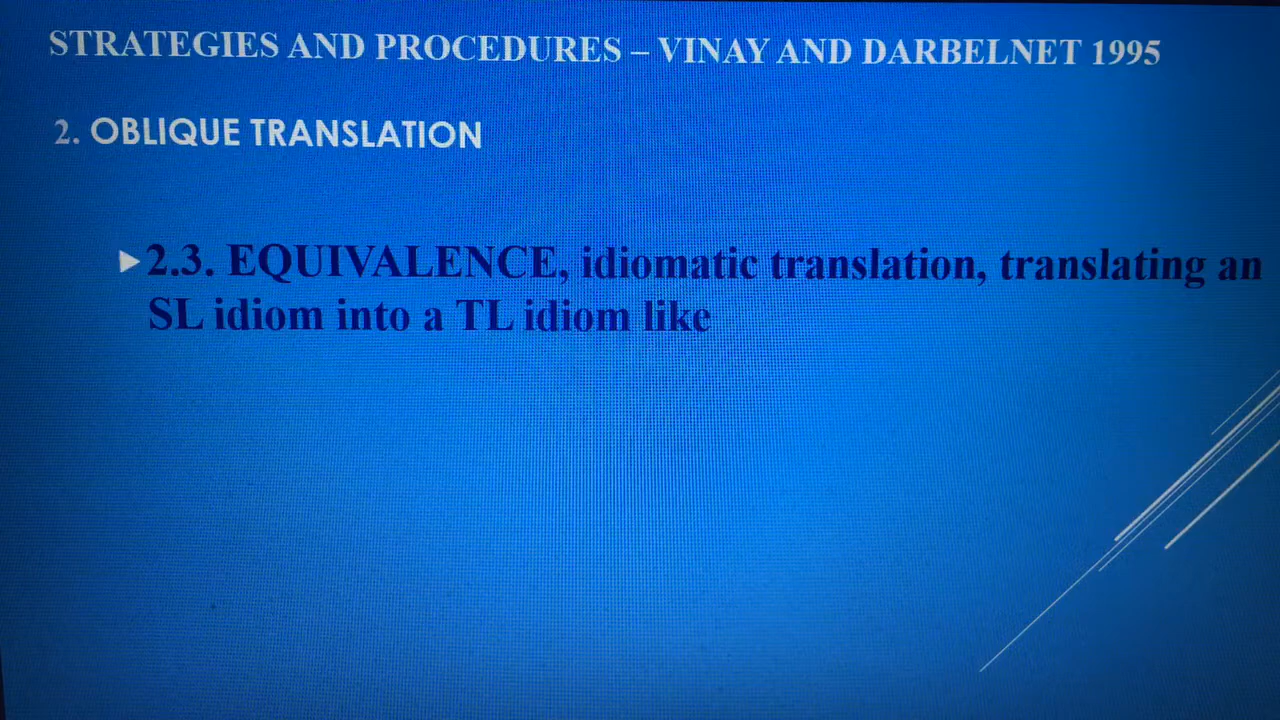 STRATEGIES AND PROCEDURES – VINAY AND DARBELNET 1995
2. OBLIQUE TRANSLATION
2.3. EQUIVALENCE, idiomatic translation, translating an
SL idiom into a TL idiom like